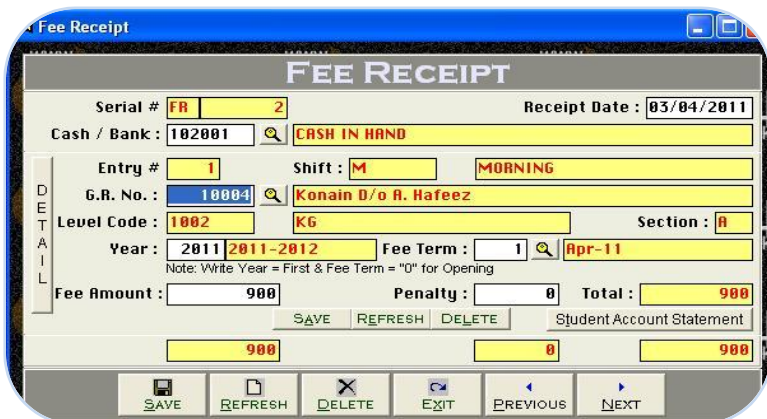 Fee Receipt
FEE RECEIPT
Serial # FR 2 Receipt Date : 03/04/2011
Cash / Bank : 102001 CASH IN HAND
Entry # 1 Shift : M MORNING
DETAIL
G.R. No. : 10004 Konain D/o A. Hafeez
Level Code : 1002 KG Section : A
Year : 2011 2011-2012 Fee Term : 1 Apr-11
Note: Write Year = First & Fee Term = "0" for Opening
Fee Amount : 900 Penalty : 0 Total : 900
SAVE REFRESH DELETE Student Account Statement
900 0 900
SAVE REFRESH DELETE EXIT PREVIOUS NEXT